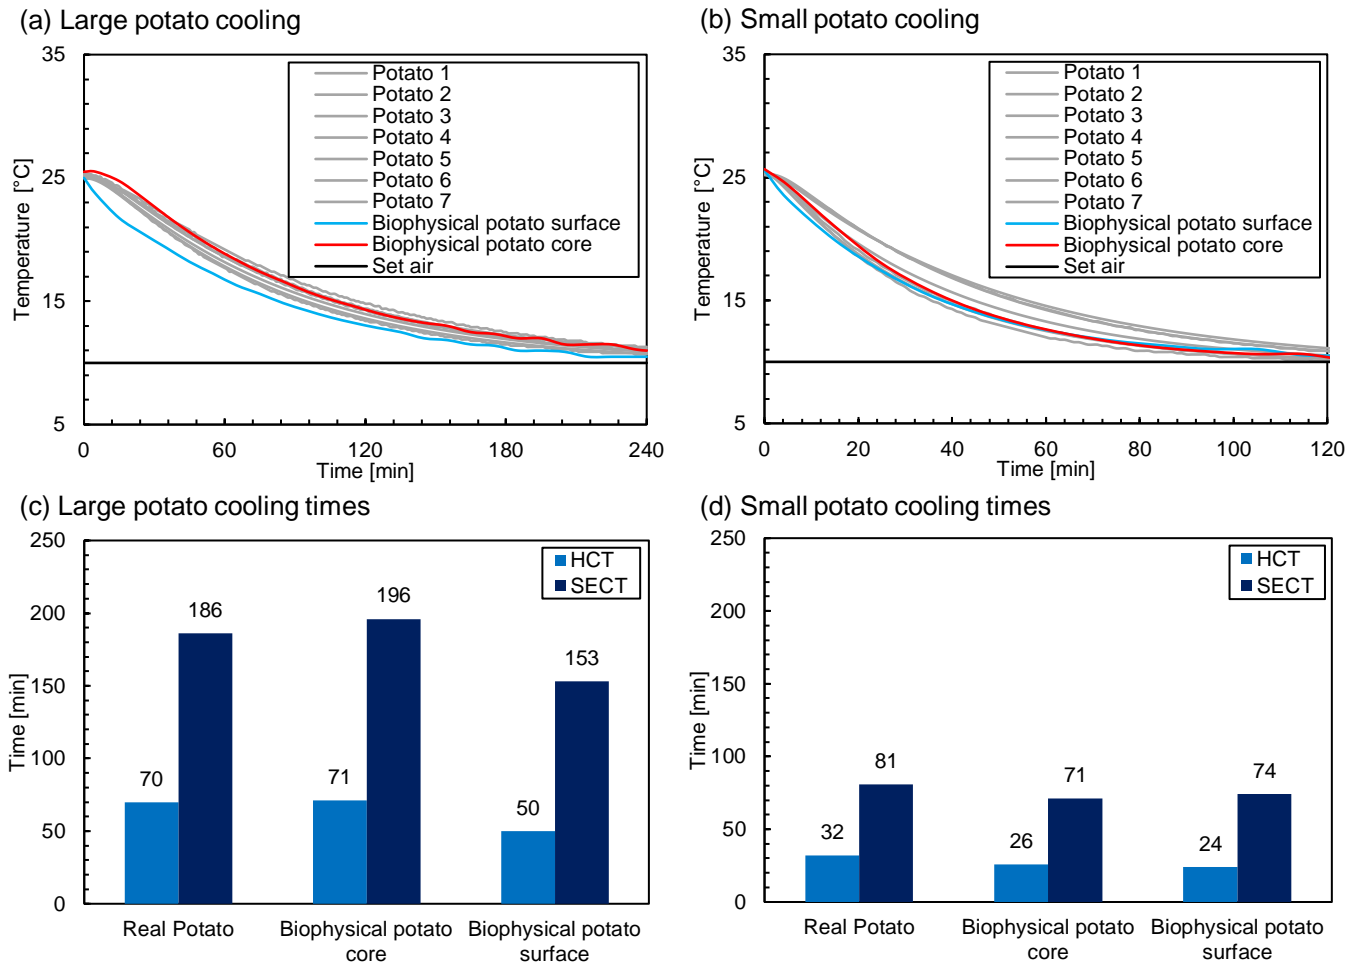 (a) Large potato cooling
35
25
15
5
Temperature [°C]
Potato 1
Potato 2
Potato 3
Potato 4
Potato 5
Potato 6
Potato 7
Biophysical potato surface
Biophysical potato core
Set air
0
60
120
180
240
Time [min]
(b) Small potato cooling
35
25
15
5
Temperature [°C]
Potato 1
Potato 2
Potato 3
Potato 4
Potato 5
Potato 6
Potato 7
Biophysical potato surface
Biophysical potato core
Set air
0
20
40
60
80
100
120
Time [min]
(c) Large potato cooling times
250
200
150
100
50
0
Time [min]
HCT
SECT
70
186
71
196
50
153
Real Potato
Biophysical potato
core
Biophysical potato
surface
(d) Small potato cooling times
250
200
150
100
50
0
Time [min]
HCT
SECT
32
81
26
71
24
74
Real Potato
Biophysical potato
core
Biophysical potato
surface